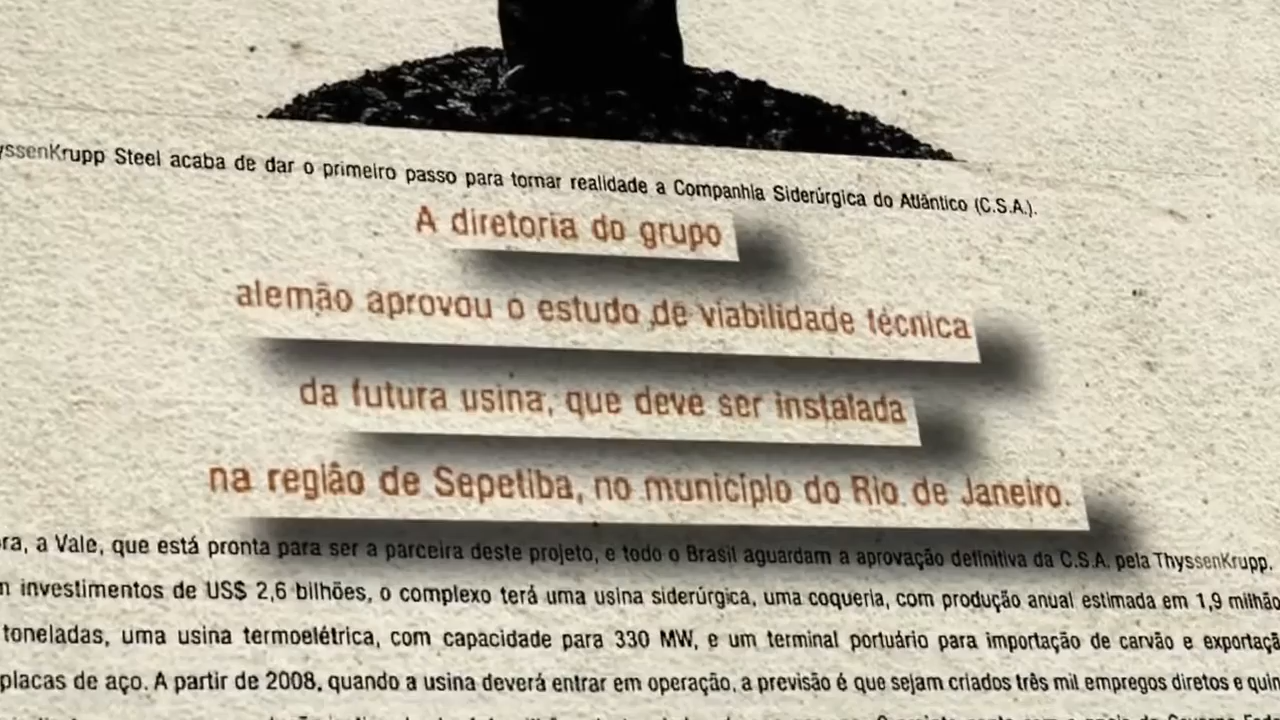 ssenKrupp Steel acaba de dar o primeiro passo para tornar realidade a Companhia Siderúrgica do Atlântico (C.S.A.).
A diretoria do grupo
alemão aprovou o estudo de viabilidade técnica
da futura usina, que deve ser instalada
na região de Sepetiba, no município do Rio de Janeiro.
ra, a Vale, que está pronta para ser a parceira deste projeto, e todo o Brasil aguardam a aprovação definitiva da C.S.A. pela ThyssenKrupp.
investimentos de US$ 2,6 bilhões, o complexo terá uma usina siderúrgica, uma coqueria, com produção anual estimada em 1,9 milhão
toneladas, uma usina termoelétrica, com capacidade para 330 MW, e um terminal portuário para importação de carvão e exportaçã
placas de aço. A partir de 2008, quando a usina deverá entrar em operação, a previsão é que sejam criados três mil empregos diretos e quin